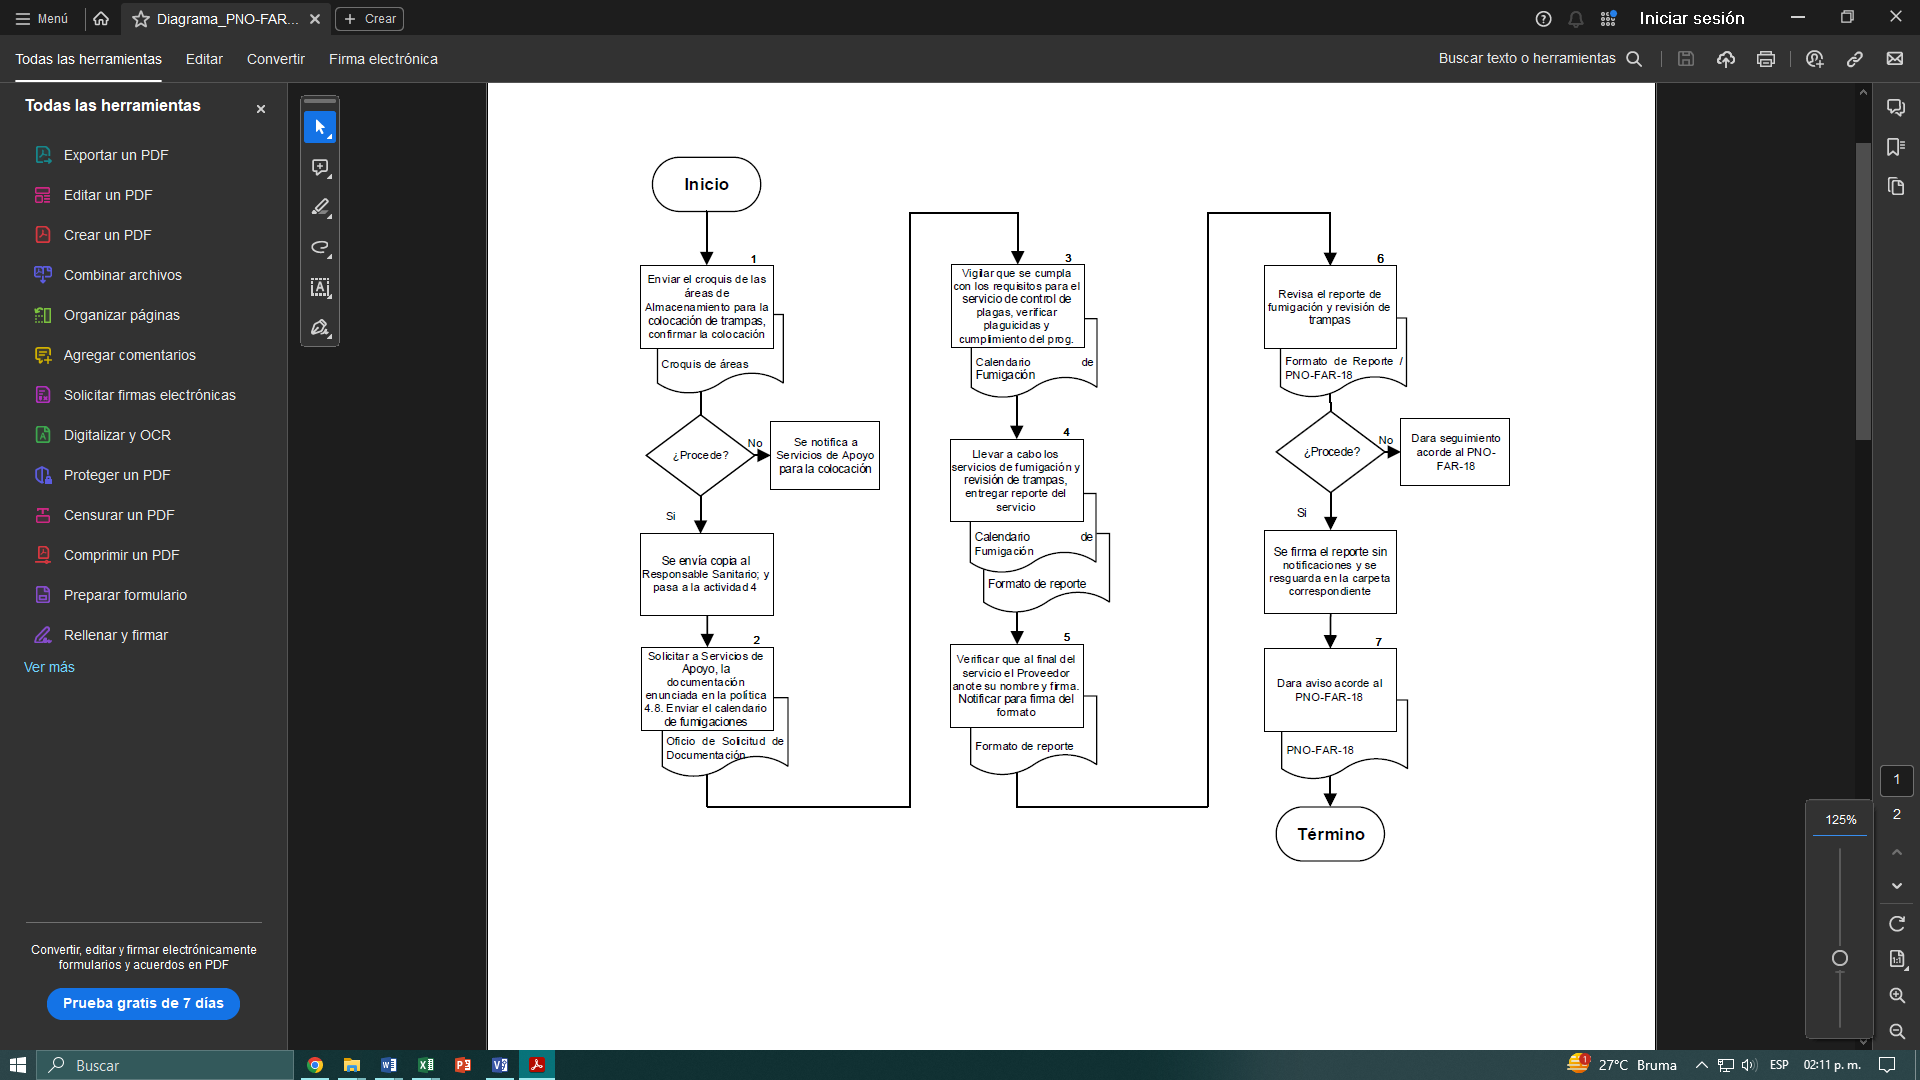 Menú
Diagrama_PNO-FAR...
Crear
Iniciar sesión
Todas las herramientas
Editar
Convertir
Firma electrónica
Buscar texto o herramientas
Todas las herramientas
Exportar un PDF
Editar un PDF
Crear un PDF
Combinar archivos
Organizar páginas
Agregar comentarios
Solicitar firmas electrónicas
Digitalizar y OCR
Proteger un PDF
Censurar un PDF
Comprimir un PDF
Preparar formulario
Rellenar y firmar
Ver más
Convertir, editar y firmar electrónicamente
formularios y acuerdos en PDF
Prueba gratis de 7 días
Inicio
1
Enviar el croquis de las
áreas de
Almacenamiento para la
colocación de trampas,
confirmar la colocación
Croquis de áreas
¿Procede?
No
Se notifica a
Servicios de Apoyo
para la colocación
Si
Se envía copia al
Responsable Sanitario; y
pasa a la actividad 4
2
Solicitar a Servicios de
Apoyo, la
documentación
enunciada en la política
4.8. Enviar el calendario
de fumigaciones
Oficio de Solicitud de
Documentación
3
Vigilar que se cumpla
con los requisitos para el
servicio de control de
plagas, verificar
plaguicidas y
cumplimiento del prog.
Calendario de
Fumigación
4
Llevar a cabo los
servicios de fumigación y
revisión de trampas,
entregar reporte del
servicio
Calendario de
Fumigación
Formato de reporte
5
Verificar que al final del
servicio el Proveedor
anote su nombre y firma.
Notificar para firma del
formato
Formato de reporte
6
Revisa el reporte de
fumigación y revisión de
trampas
Formato de Reporte /
PNO-FAR-18
¿Procede?
No
Dara seguimiento
acorde al PNO-
FAR-18
Si
Se firma el reporte sin
notificaciones y se
resguarda en la carpeta
correspondiente
7
Dara aviso acorde al
PNO-FAR-18
PNO-FAR-18
Término
1
2
125%
Buscar
27°C Bruma
ESP
02:11 p. m.